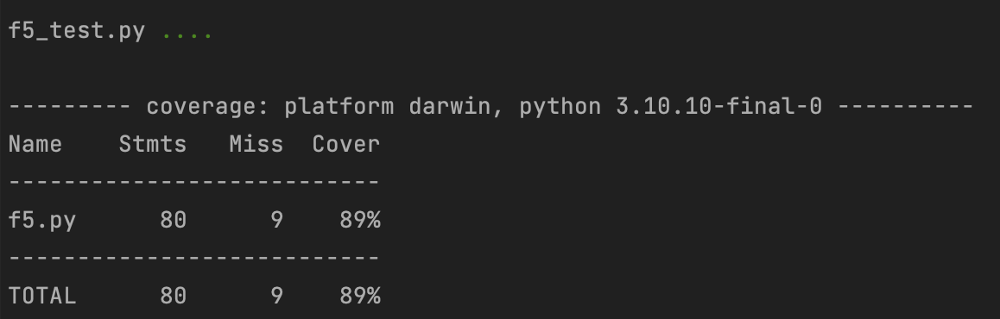 f5_test.py ....
--------- coverage: platform darwin, python 3.10.10-final-0 ----------
Name    Stmts   Miss  Cover
---------------------------
f5.py      80      9    89%
---------------------------
TOTAL      80      9    89%